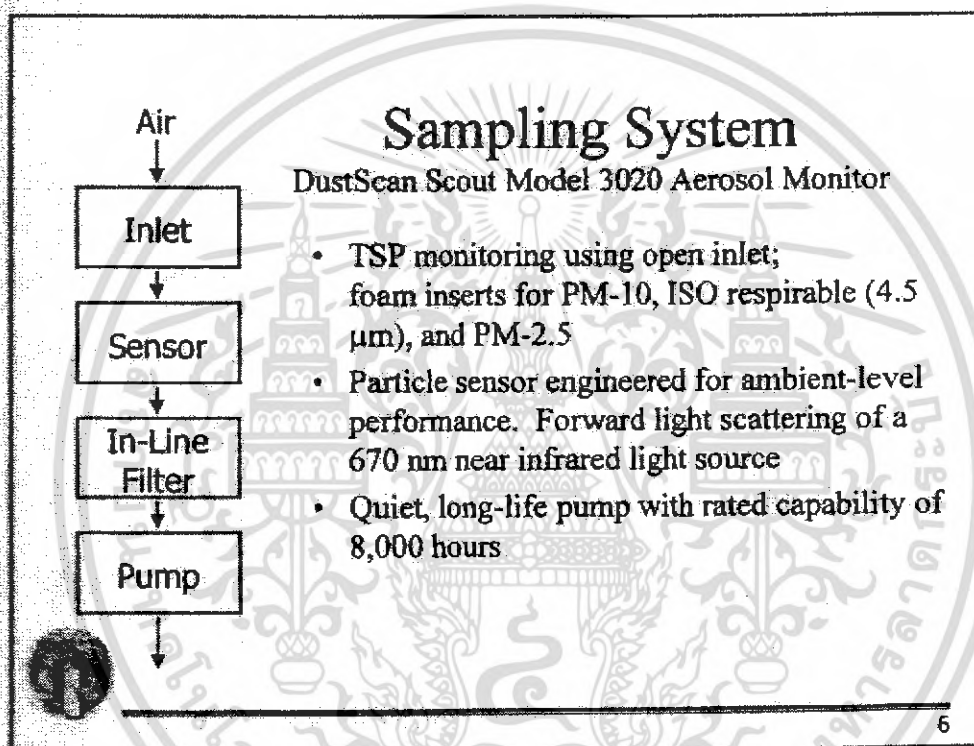 Air
Inlet
Sensor
In-Line
Filter
Pump
Sampling System
DustScan Scout Model 3020 Aerosol Monitor
• TSP monitoring using open inlet;
foam inserts for PM-10, ISO respirable (4.5
μm), and PM-2.5
• Particle sensor engineered for ambient-level
performance. Forward light scattering of a
670 nm near infrared light source
• Quiet, long-life pump with rated capability of
8,000 hours
6